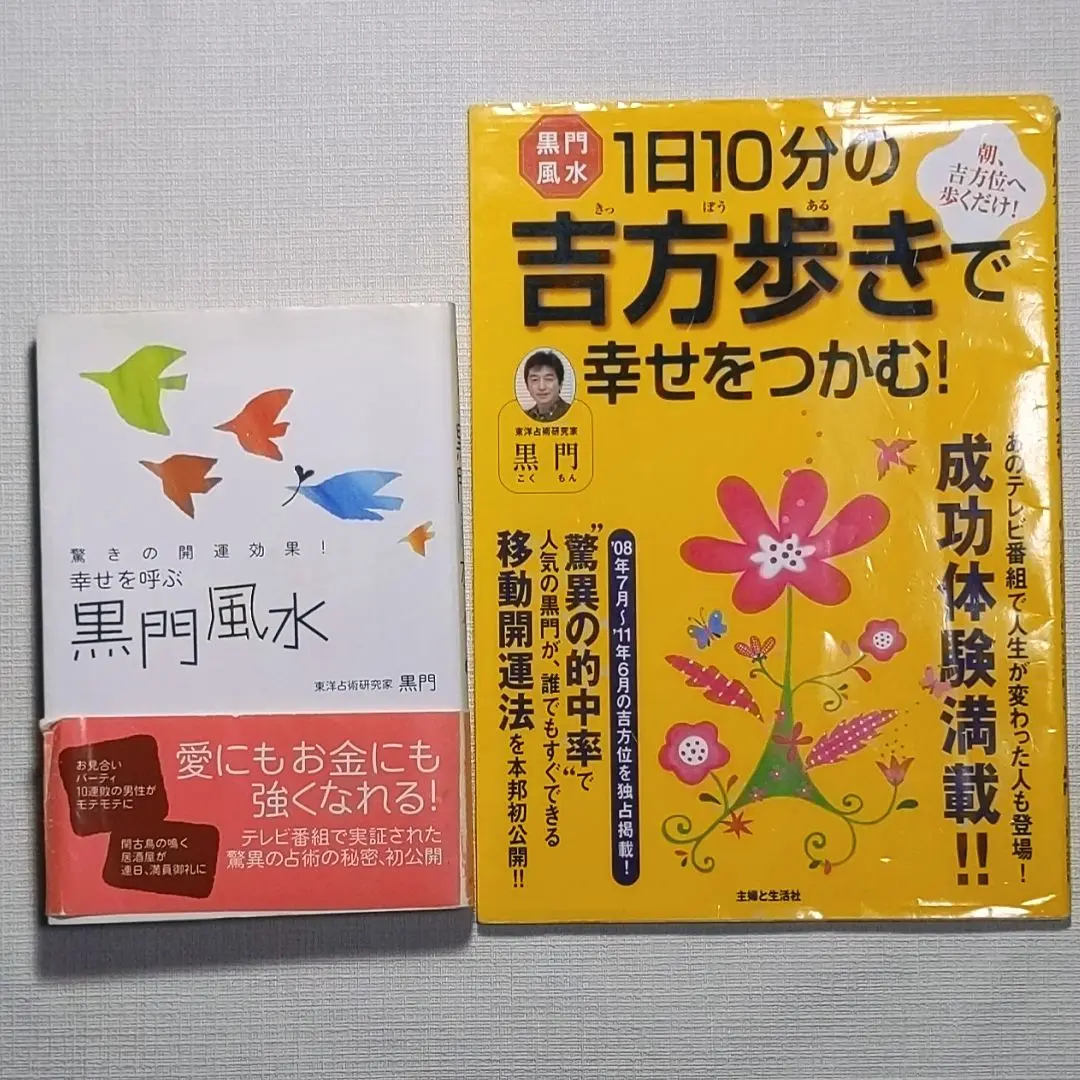 驚きの開運効果!
幸せを呼ぶ
黒門風水
東洋占術研究家 黒門
お見合い
パーティ
10連敗の男性が
モテモテに
閑古鳥の鳴く
居酒屋が
連日、満員御礼に
愛にもお金にも
強くなれる!
テレビ番組で実証された
驚異の占術の秘密、初公開
黒門
風水
1日10分の
きっ ぽう ある
吉方歩きで
幸せをつかむ!
朝、
吉方位へ
歩くだけ!
東洋占術研究家
黒門
こく もん
あのテレビ番組で人生が変わった人も登場!
成功体験満載!!
'08年7月〜'11年6月の吉方位を独占掲載!
"驚異の的中率"で
人気の黒門が、誰でもすぐできる
移動開運法を本邦初公開!!
主婦と生活社